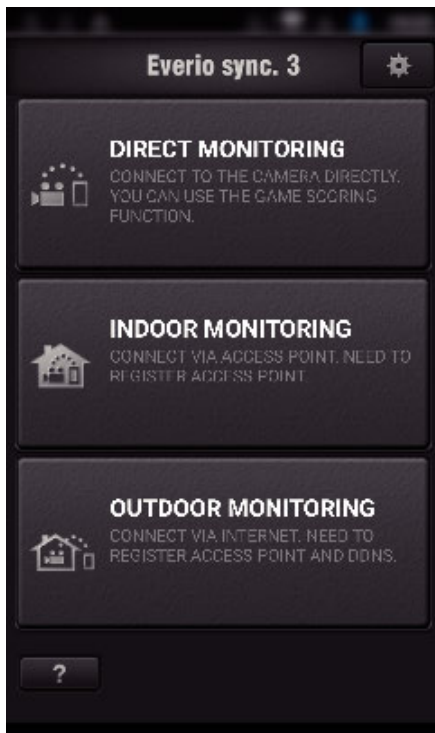 Everio sync. 3
DIRECT MONITORING
CONNECT TO THE CAMERA DIRECTLY.
YOU CAN USE THE GAME SCORING
FUNCTION.
INDOOR MONITORING
CONNECT VIA ACCESS POINT. NEED TO
REGISTER ACCESS POINT.
OUTDOOR MONITORING
CONNECT VIA INTERNET. NEED TO
REGISTER ACCESS POINT AND DDNS.
?